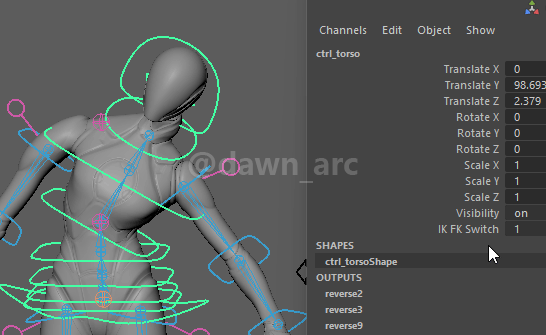 Channels Edit Object Show
ctrl_torso
Translate X 0
Translate Y 98.693
Translate Z 2.379
Rotate X 0
Rotate Y 0
Rotate Z 0
Scale X 1
Scale Y 1
Scale Z 1
Visibility on
IK FK Switch 1
SHAPES
ctrl_torsoShape
OUTPUTS
reverse2
reverse3
reverse9
@dawn_arc